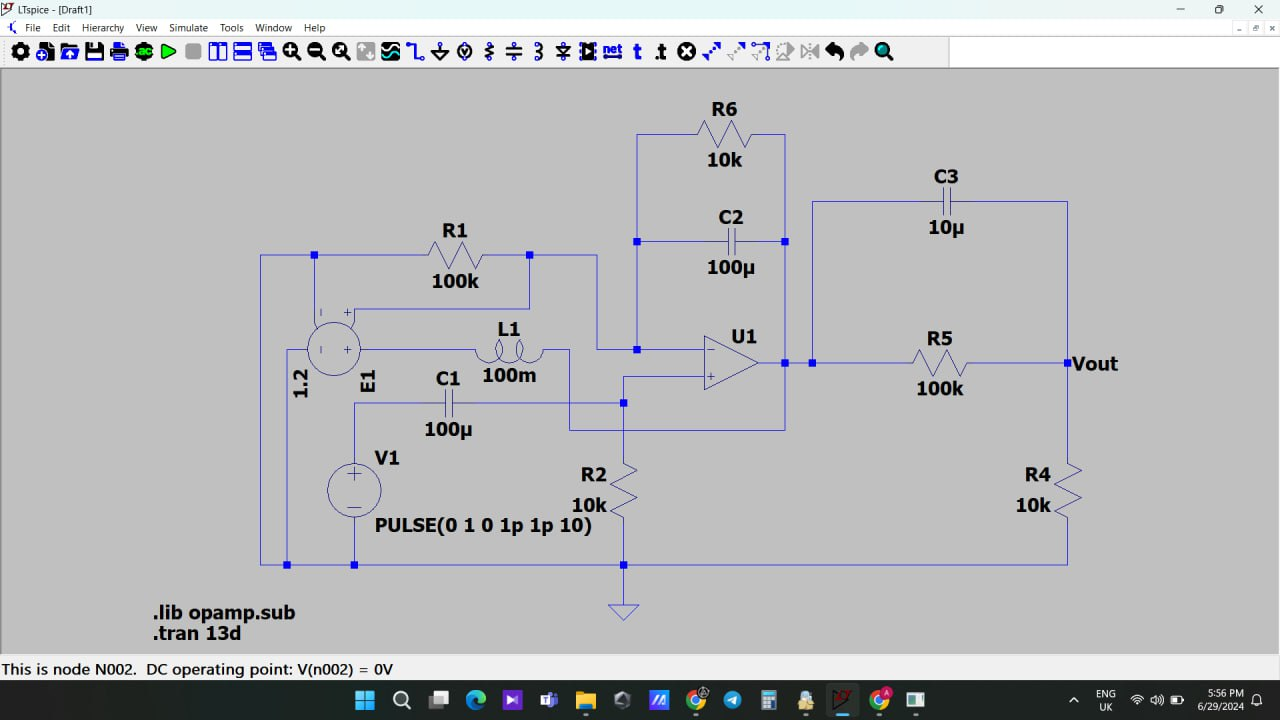 LTspice - [Draft1]
File Edit Hierarchy View Simulate Tools Window Help
.ac net t .t
R6
10k
C3
10µ
C2
100µ
R1
100k
− +
L1
100m
− +
1.2
E1
U1
−
+
R5
100k
Vout
C1
100µ
V1
+
−
PULSE(0 1 0 1p 1p 10)
R2
10k
R4
10k
.lib opamp.sub
.tran 13d
This is node N002. DC operating point: V(n002) = 0V
ENG
UK
5:56 PM
6/29/2024